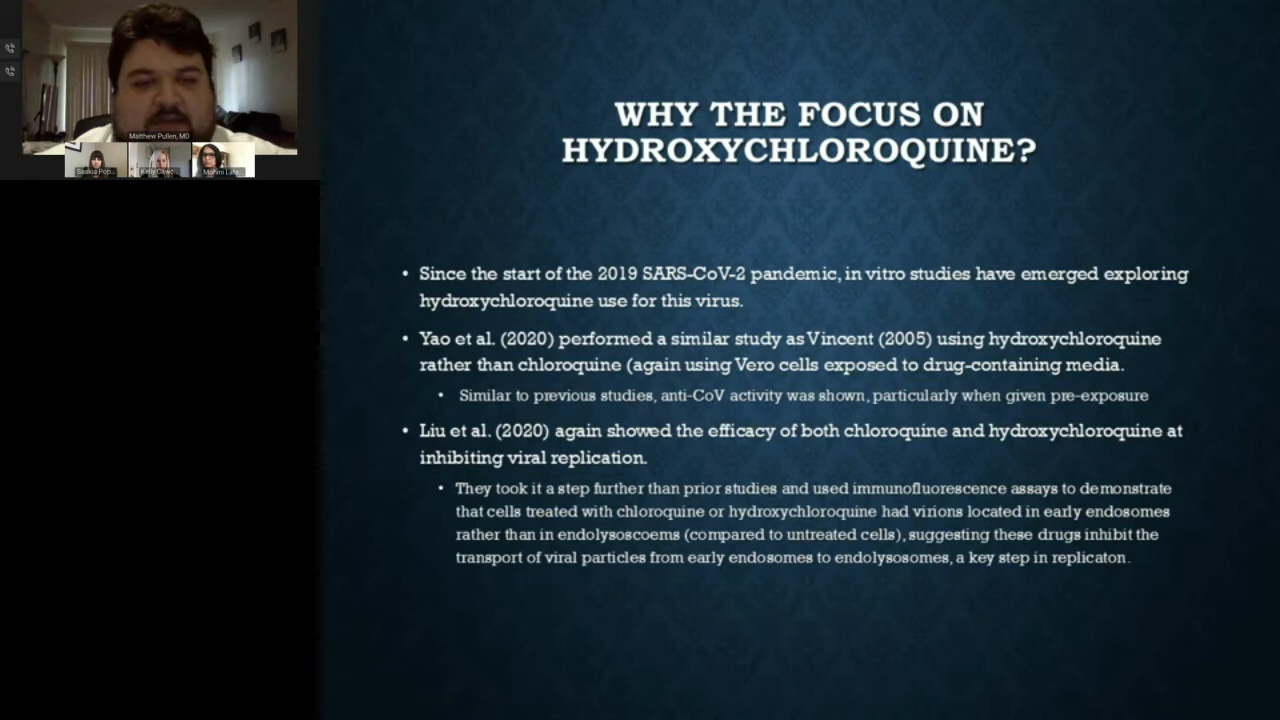 Matthew Pullen, MD
Saskia Pop...
Kelly Cawc...
Mohini Lata...
WHY THE FOCUS ON
HYDROXYCHLOROQUINE?
• Since the start of the 2019 SARS-CoV-2 pandemic, in vitro studies have emerged exploring
hydroxychloroquine use for this virus.
• Yao et al. (2020) performed a similar study as Vincent (2005) using hydroxychloroquine
rather than chloroquine (again using Vero cells exposed to drug-containing media.
• Similar to previous studies, anti-CoV activity was shown, particularly when given pre-exposure
• Liu et al. (2020) again showed the efficacy of both chloroquine and hydroxychloroquine at
inhibiting viral replication.
• They took it a step further than prior studies and used immunofluorescence assays to demonstrate
that cells treated with chloroquine or hydroxychloroquine had virions located in early endosomes
rather than in endolysoscoems (compared to untreated cells), suggesting these drugs inhibit the
transport of viral particles from early endosomes to endolysosomes, a key step in replicaton.